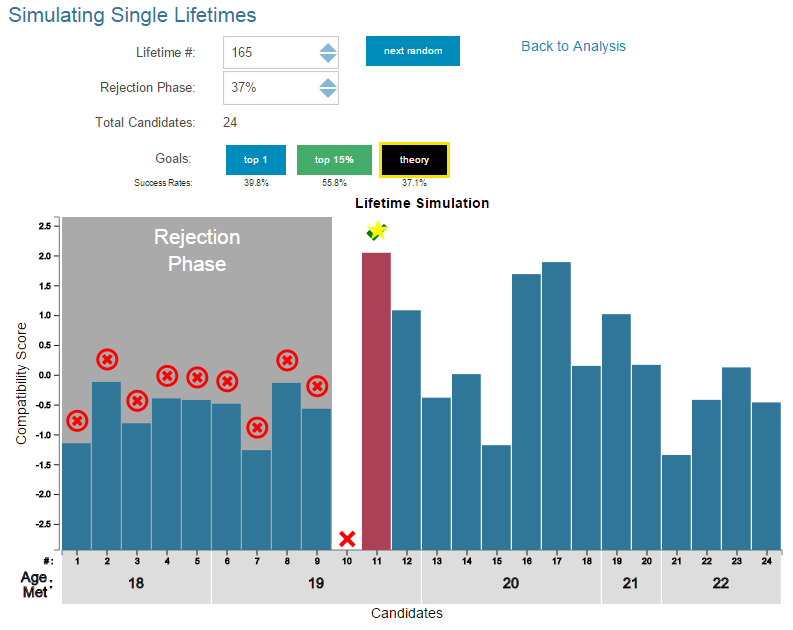 Simulating Single Lifetimes
Lifetime #: 165 next random Back to Analysis
Rejection Phase: 37%
Total Candidates: 24
Goals: top 1 top 15% theory
Success Rates: 39.8% 55.8% 37.1%
Lifetime Simulation
Rejection
Phase
2.5
2.0
1.5
1.0
0.5
0.0
-0.5
-1.0
-1.5
-2.0
-2.5
Compatibility Score
#: 1 2 3 4 5 6 7 8 9 10 11 12 13 14 15 16 17 18 19 20 21 22 23 24
Age
Met: 18 19 20 21 22
Candidates